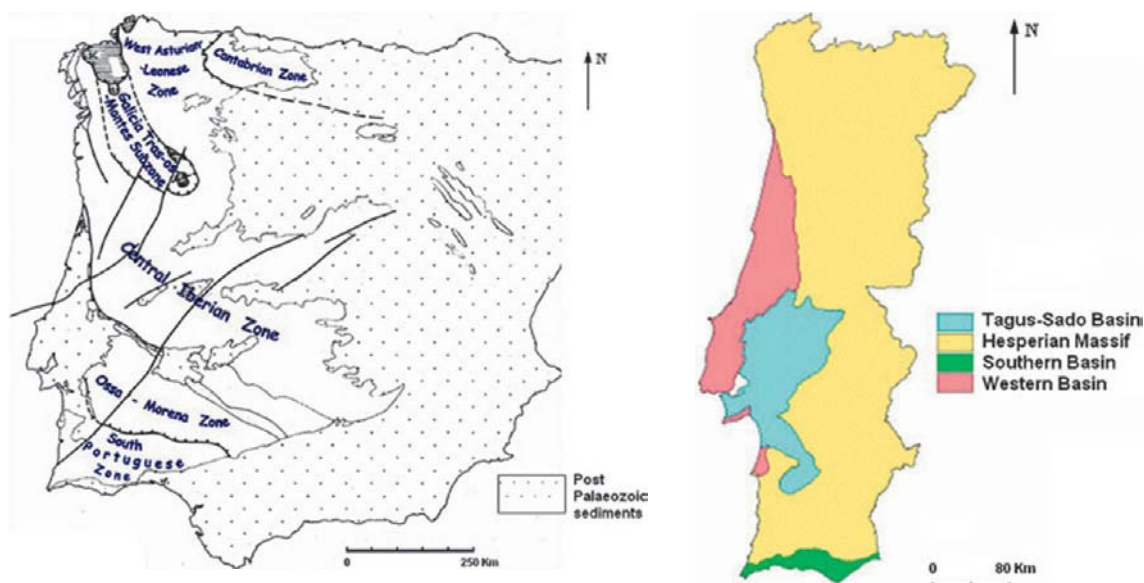 West Asturian
-Leonese
Zone
Cantabrian Zone
N
Galicia Tras-os
-Montes Subzone
Central Iberian Zone
Ossa - Morena Zone
South
Portuguese
Zone
Post
Palaeozoic
sediments
0 250 Km
N
Tagus-Sado Basin
Hesperian Massif
Southern Basin
Western Basin
0 80 Km